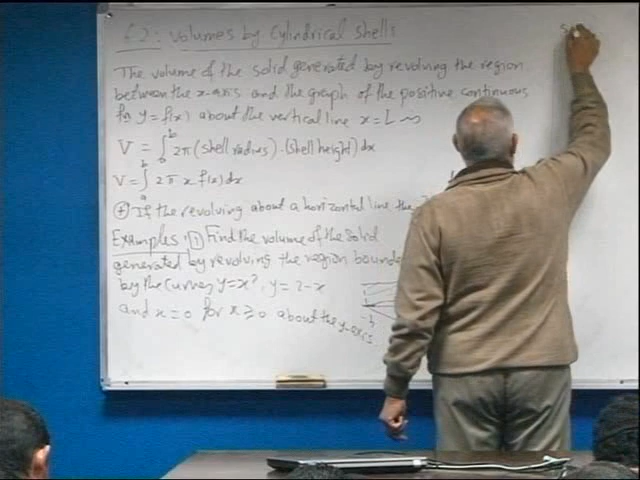 6.2: Volumes by Cylindrical Shells
The volume of the solid generated by revolving the region
between the x-axis and the graph of the positive continuous
fn y=f(x) about the vertical line x=L
V = ∫ 2π (shell radius) . (shell height) dx
V = ∫ 2π x f(x) dx
If the revolving about a horizontal line the
Examples: 1 Find the volume of the solid
generated by revolving the region bounde
by the curves y=x², y=2-x
and x=0 for x≥0 about the y-axis